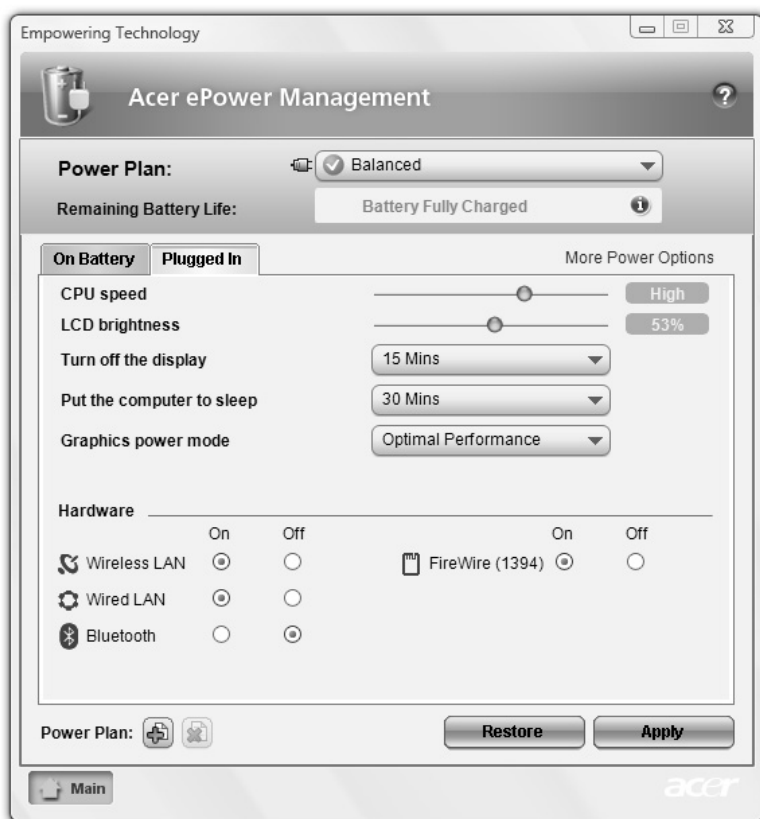 Empowering Technology
Acer ePower Management
Power Plan: Balanced
Remaining Battery Life: Battery Fully Charged
On Battery Plugged In More Power Options
CPU speed High
LCD brightness 53%
Turn off the display 15 Mins
Put the computer to sleep 30 Mins
Graphics power mode Optimal Performance
Hardware
On Off On Off
Wireless LAN FireWire (1394)
Wired LAN
Bluetooth
Power Plan: Restore Apply
Main acer